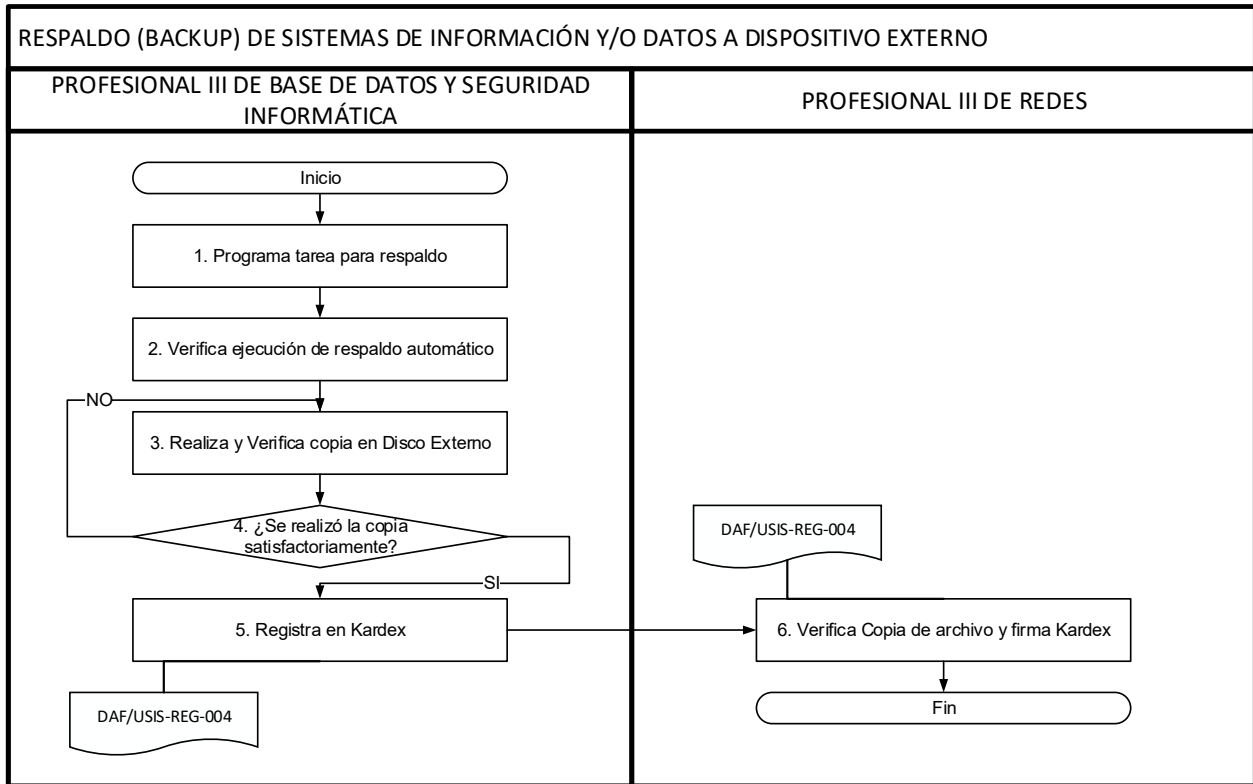 RESPALDO (BACKUP) DE SISTEMAS DE INFORMACIÓN Y/O DATOS A DISPOSITIVO EXTERNO
PROFESIONAL III DE BASE DE DATOS Y SEGURIDAD
INFORMÁTICA
PROFESIONAL III DE REDES
Inicio
1. Programa tarea para respaldo
2. Verifica ejecución de respaldo automático
NO
3. Realiza y Verifica copia en Disco Externo
4. ¿Se realizó la copia
satisfactoriamente?
SI
5. Registra en Kardex
DAF/USIS-REG-004
DAF/USIS-REG-004
6. Verifica Copia de archivo y firma Kardex
Fin